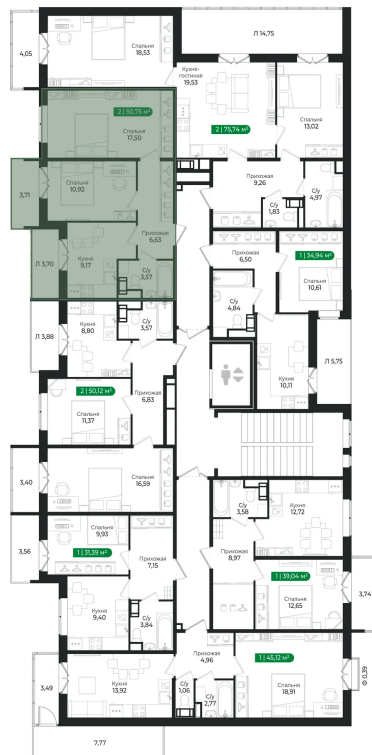 Л 14,75
4,05
Спальня
18,53
Кухня-
гостиная
19,53
2 | 50,75 м²
Спальня
17,50
2 | 75,74 м²
Спальня
13,02
3,71
Спальня
10,92
Прихожая
9,26
С/у
4,97
С/у
1,83
Прихожая
6,63
Л 3,70
Кухня
9,17
С/у
3,57
Прихожая
6,50
1 | 34,94 м²
Спальня
10,61
С/у
4,84
Л 3,88
Кухня
8,80
С/у
3,57
Л 5,75
Кухня
10,11
2 | 50,12 м²
Спальня
11,37
Прихожая
6,83
3,40
Спальня
16,59
С/у
3,58
Кухня
12,72
3,56
Спальня
9,93
1 | 31,39 м²
Прихожая
7,15
Прихожая
8,97
1 | 39,04 м²
Спальня
12,65
3,74
Кухня
9,40
С/у
3,84
Прихожая
4,96
1 | 45,12 м²
Ф 0,39
3,49
Кухня
13,92
С/у
1,06
С/у
2,77
Спальня
18,91
7,77